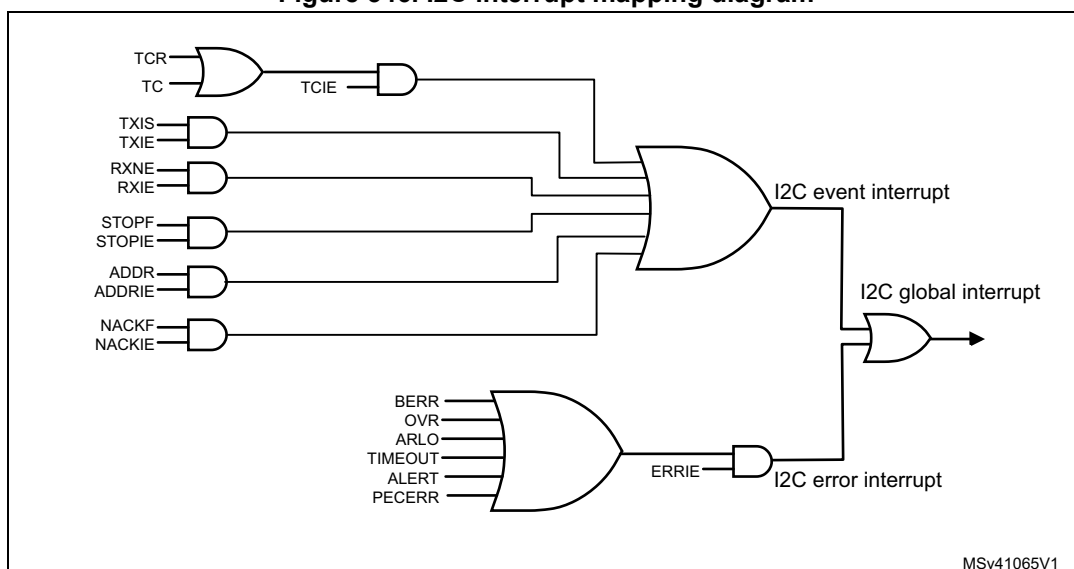 TCR
TC
TCIE
TXIS
TXIE
RXNE
RXIE
STOPF
STOPIE
ADDR
ADDRIE
NACKF
NACKIE
I2C event interrupt
I2C global interrupt
BERR
OVR
ARLO
TIMEOUT
ALERT
PECERR
ERRIE
I2C error interrupt
MSv41065V1